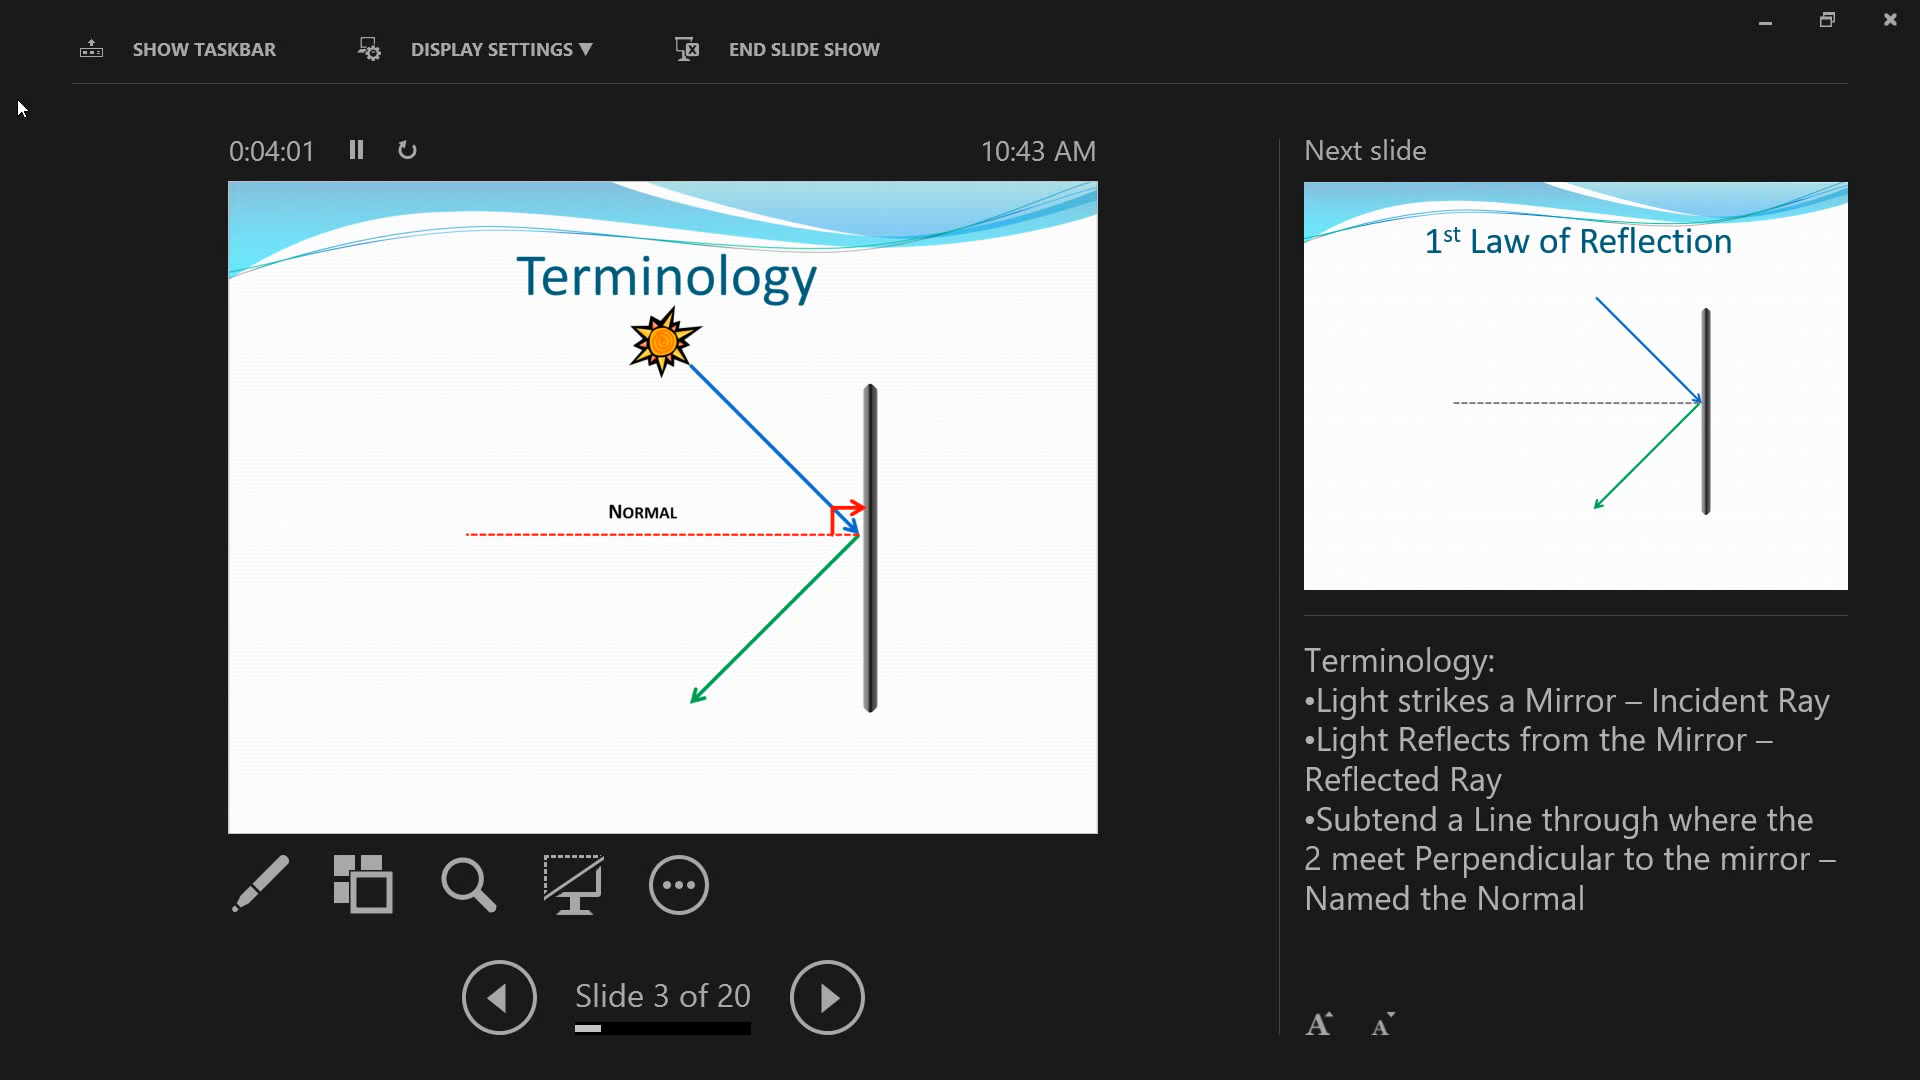 SHOW TASKBAR
DISPLAY SETTINGS ▼
END SLIDE SHOW
0:04:01
10:43 AM
Terminology
NORMAL
Slide 3 of 20
Next slide
1st Law of Reflection
Terminology:
•Light strikes a Mirror – Incident Ray
•Light Reflects from the Mirror –
Reflected Ray
•Subtend a Line through where the
2 meet Perpendicular to the mirror –
Named the Normal
A A